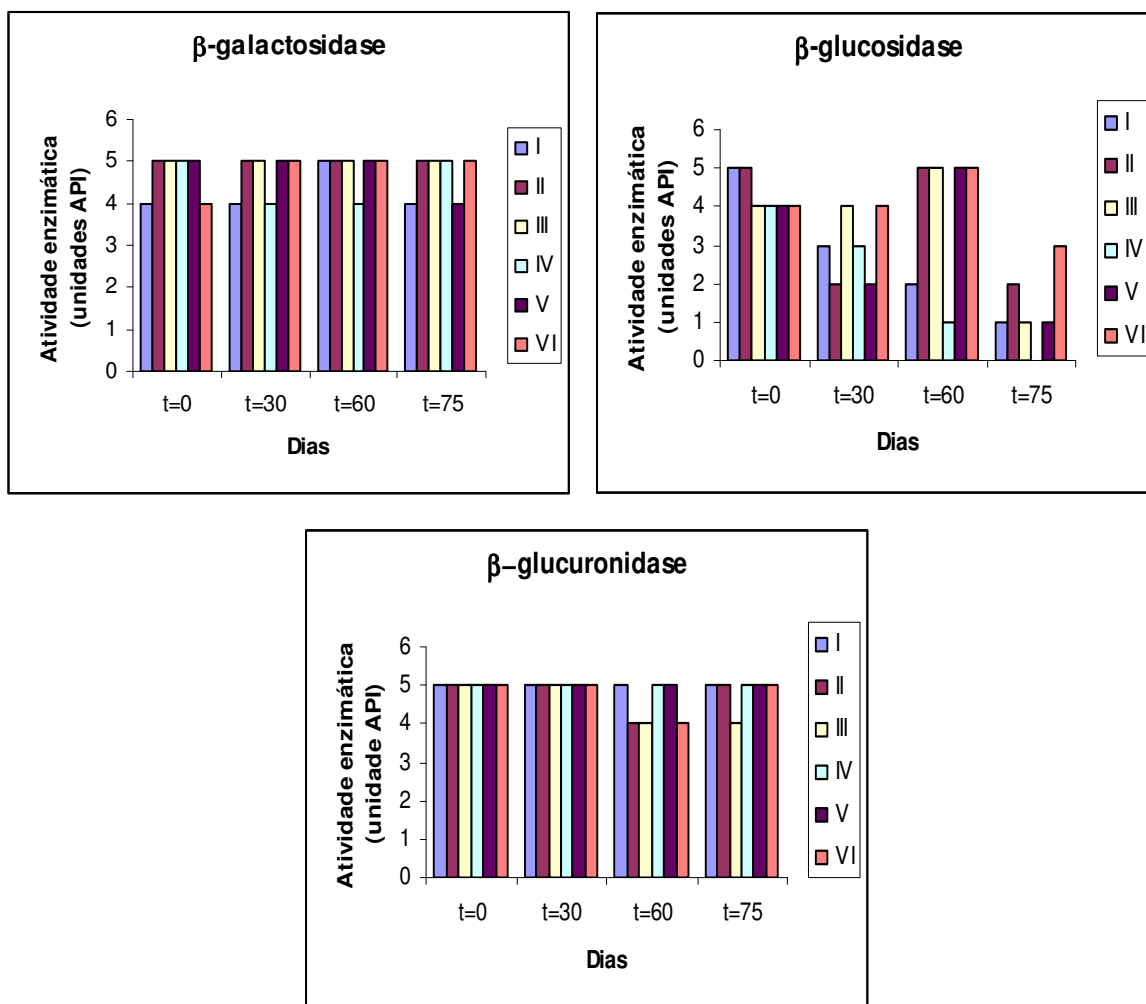 β-galactosidase
Atividade enzimática
(unidades API)
6
5
4
3
2
1
0
t=0 t=30 t=60 t=75
Dias
I
II
III
IV
V
VI
β-glucosidase
Atividade enzimática
(unidades API)
6
5
4
3
2
1
0
t=0 t=30 t=60 t=75
Dias
I
II
III
IV
V
VI
β–glucuronidase
Atividade enzimática
(unidade API)
6
5
4
3
2
1
0
t=0 t=30 t=60 t=75
Dias
I
II
III
IV
V
VI